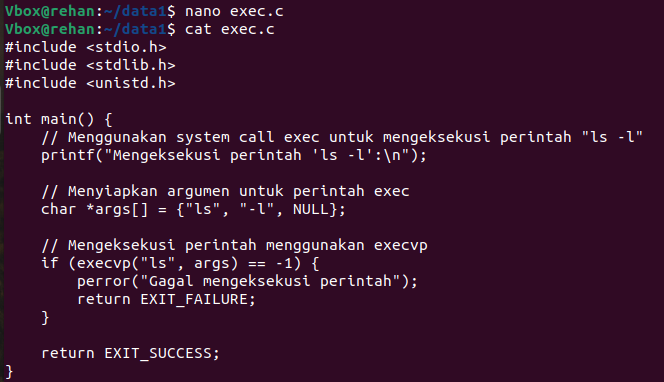 Vbox@rehan:~/data1$ nano exec.c
Vbox@rehan:~/data1$ cat exec.c
#include <stdio.h>
#include <stdlib.h>
#include <unistd.h>

int main() {
    // Menggunakan system call exec untuk mengeksekusi perintah "ls -l"
    printf("Mengeksekusi perintah 'ls -l':\n");

    // Menyiapkan argumen untuk perintah exec
    char *args[] = {"ls", "-l", NULL};

    // Mengeksekusi perintah menggunakan execvp
    if (execvp("ls", args) == -1) {
        perror("Gagal mengeksekusi perintah");
        return EXIT_FAILURE;
    }

    return EXIT_SUCCESS;
}